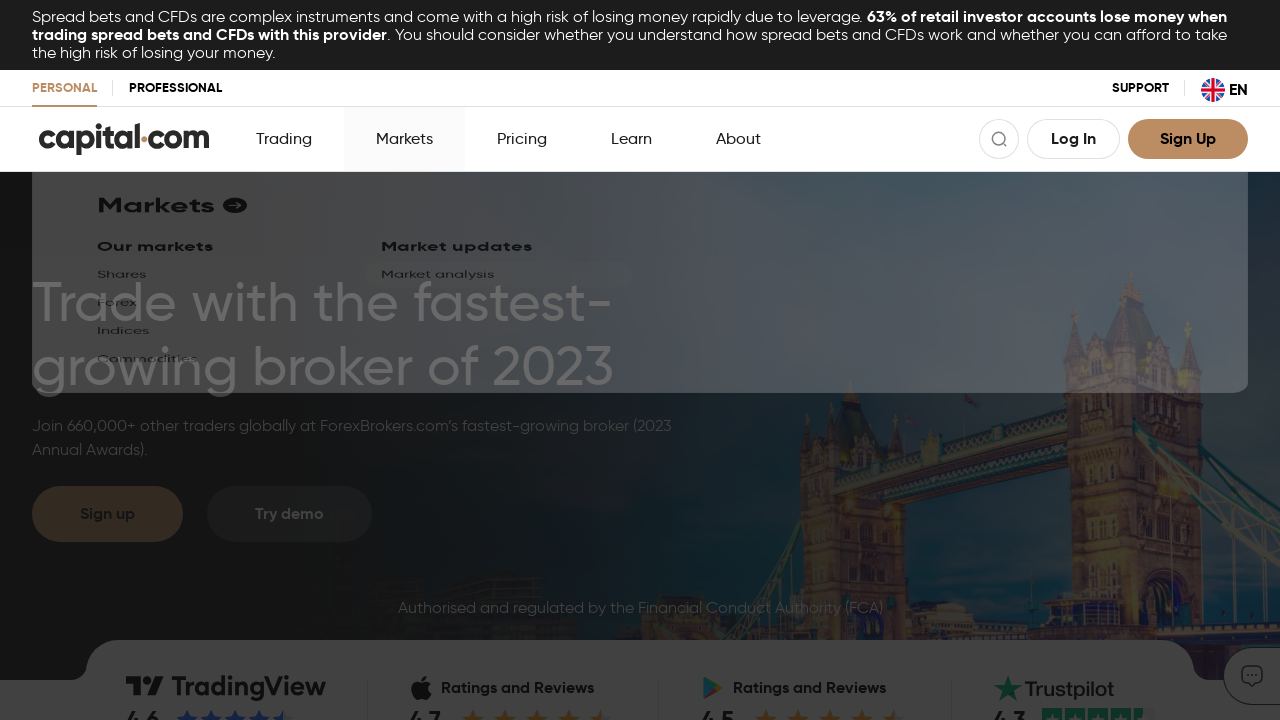 Spread bets and CFDs are complex instruments and come with a high risk of losing money rapidly due to leverage. 63% of retail investor accounts lose money when
trading spread bets and CFDs with this provider. You should consider whether you understand how spread bets and CFDs work and whether you can afford to take
the high risk of losing your money.
PERSONAL PROFESSIONAL SUPPORT EN
capital.com Trading Markets Pricing Learn About Log In Sign Up
Markets
Our markets Market updates
Shares Market analysis
Trade with the fastest-
Forex
Indices
growing broker of 2023
Commodities
Join 660,000+ other traders globally at ForexBrokers.com's fastest-growing broker (2023
Annual Awards).
Sign up Try demo
Authorised and regulated by the Financial Conduct Authority (FCA)
TradingView Ratings and Reviews Ratings and Reviews Trustpilot
4.6 4.7 4.5 4.3